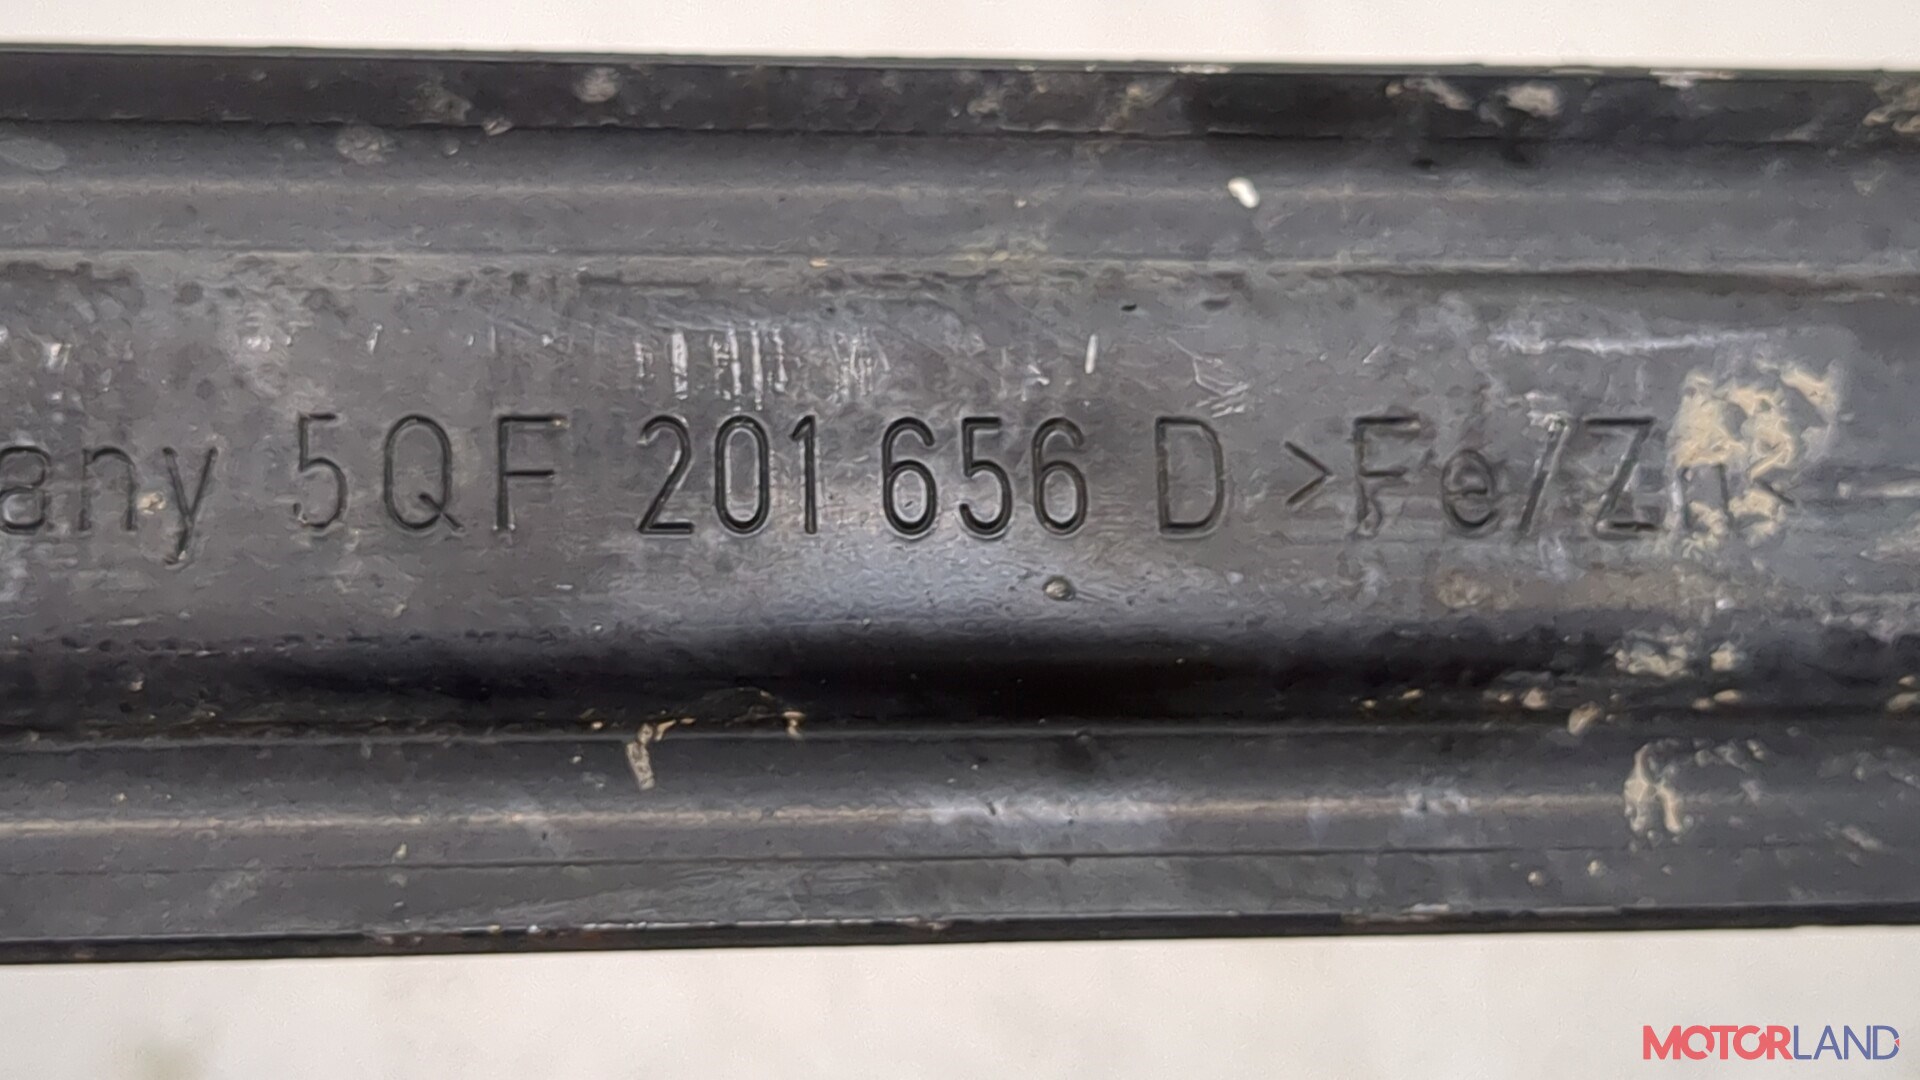 any 5QF 201 656 D >Fe/Zn<
MOTORLAND